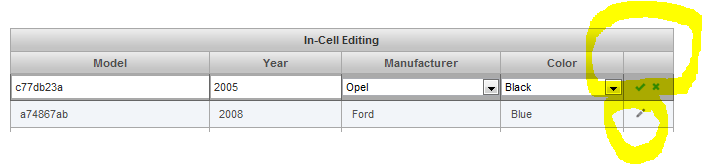 In-Cell Editing
Model Year Manufacturer Color
c77db23a 2005 Opel Black
a74867ab 2008 Ford Blue